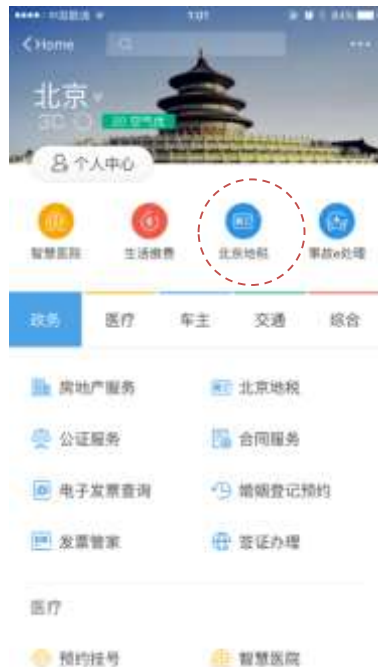 1:01
Home
北京
3C
个人中心
智慧医院 生活缴费 北京地税 事故e处理
政务 医疗 车主 交通 综合
房地产服务 北京地税
公证服务 合同服务
电子发票查询 婚姻登记预约
发票管家 签证办理
医疗
预约挂号 智慧医院